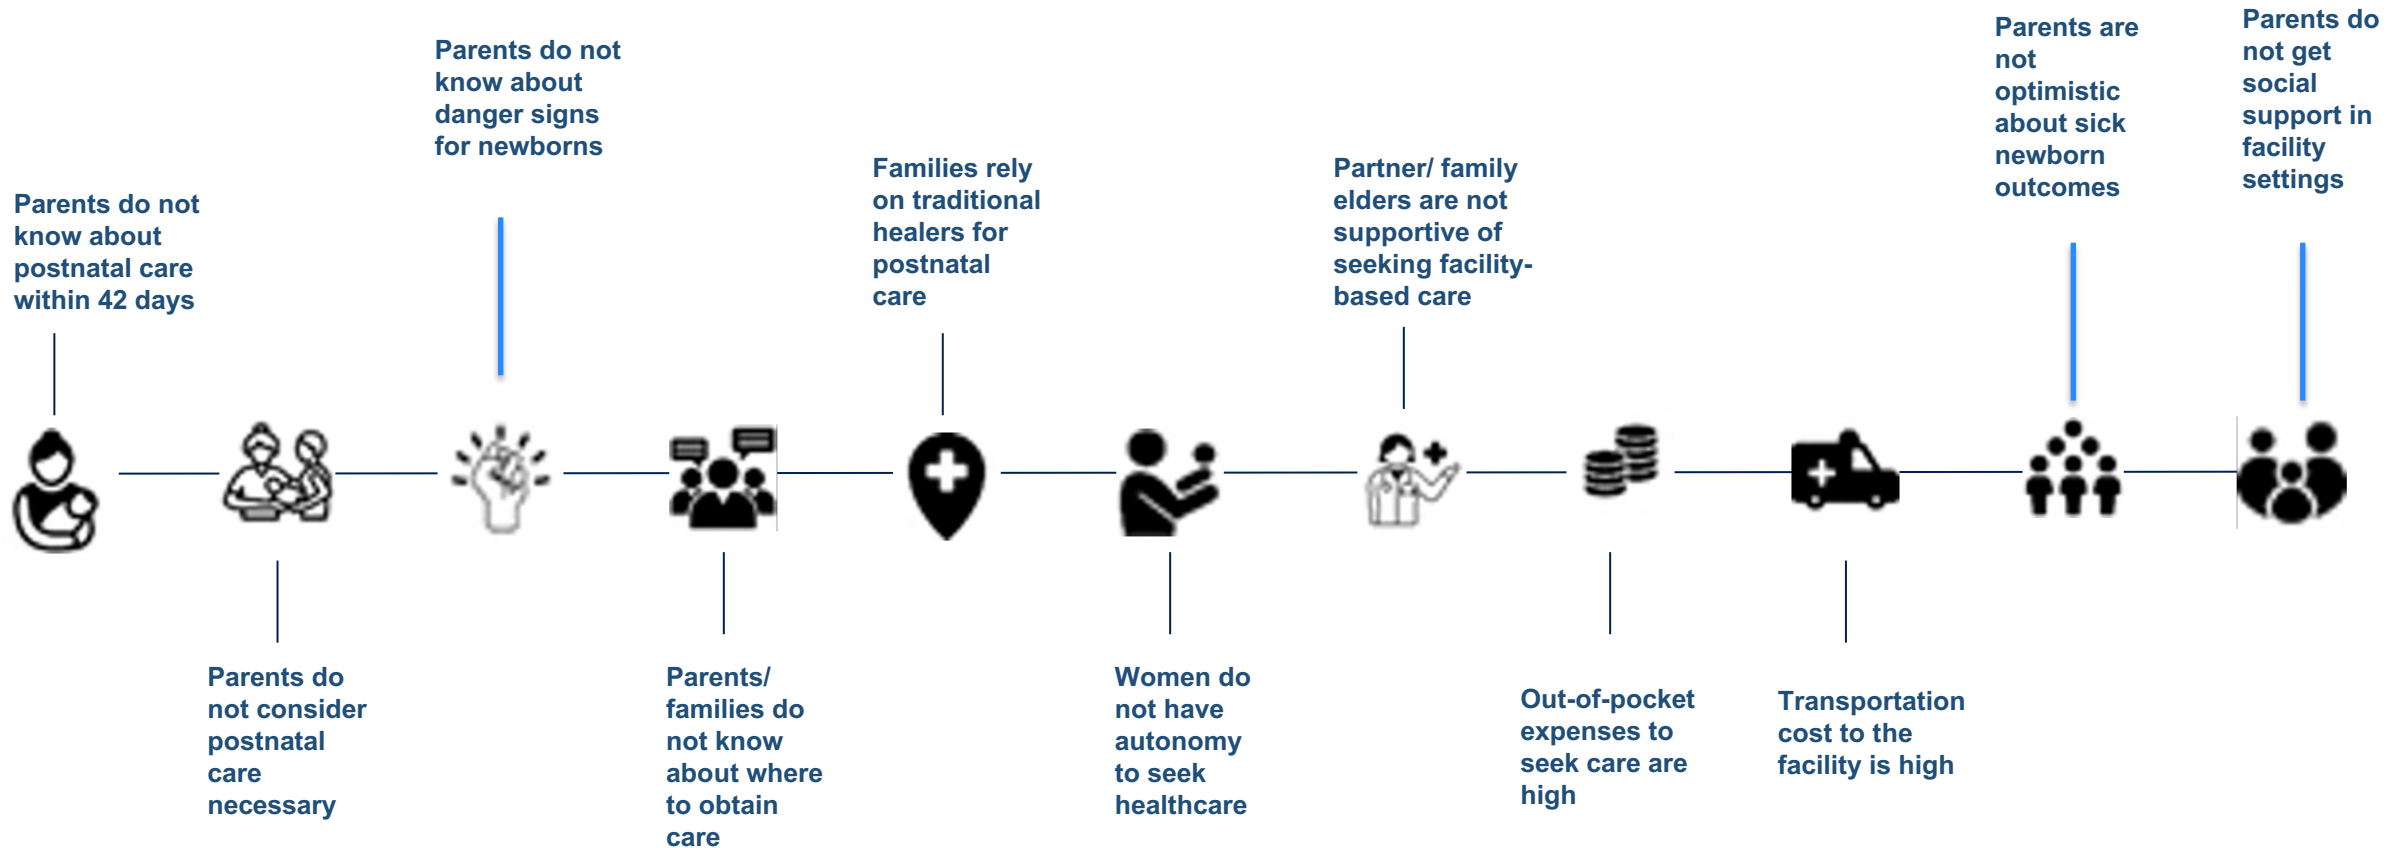 Parents do not
know about
postnatal care
within 42 days
Parents do
not consider
postnatal
care
necessary
Parents do not
know about
danger signs
for newborns
Parents/
families do
not know
about where
to obtain
care
Families rely
on traditional
healers for
postnatal
care
Women do
not have
autonomy
to seek
healthcare
Partner/ family
elders are not
supportive of
seeking facility-
based care
Out-of-pocket
expenses to
seek care are
high
Transportation
cost to the
facility is high
Parents are
not
optimistic
about sick
newborn
outcomes
Parents do
not get
social
support in
facility
settings